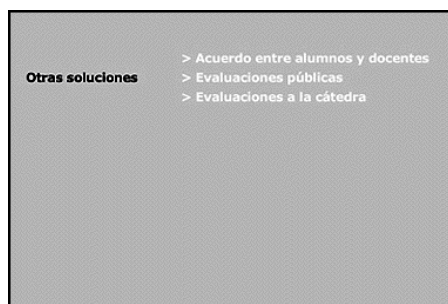 > Acuerdo entre alumnos y docentes
Otras soluciones
> Evaluaciones públicas
> Evaluaciones a la cátedra